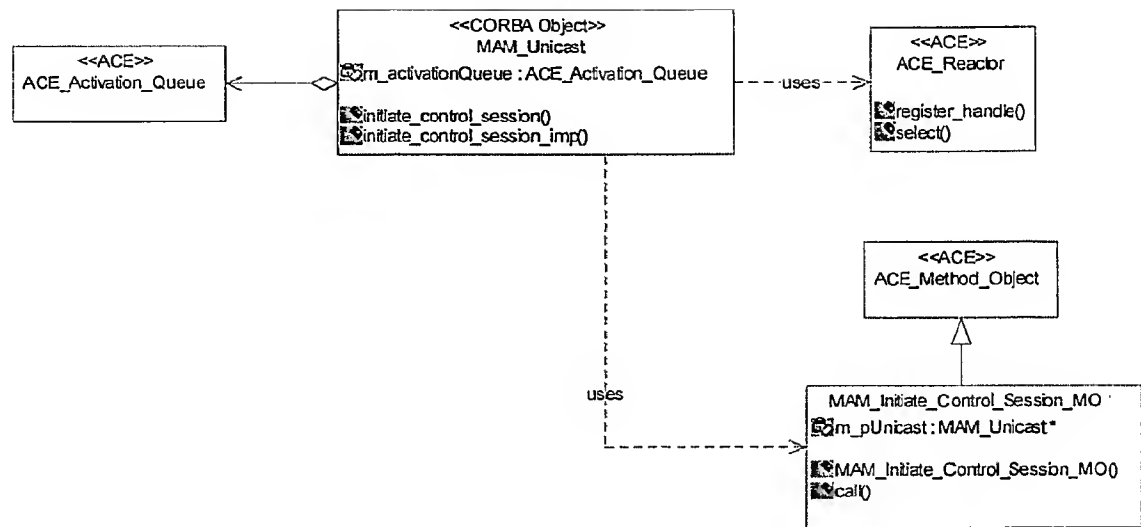 <<ACE>>
ACE_Activation_Queue
<<CORBA Object>>
MAM_Unicast
m_activationQueue : ACE_Activation_Queue
initiate_control_session()
initiate_control_session_imp()
uses
<<ACE>>
ACE_Reactor
register_handle()
select()
<<ACE>>
ACE_Method_Object
uses
MAM_Initiate_Control_Session_MO
m_pUnicast : MAM_Unicast*
MAM_Initiate_Control_Session_MO()
call()